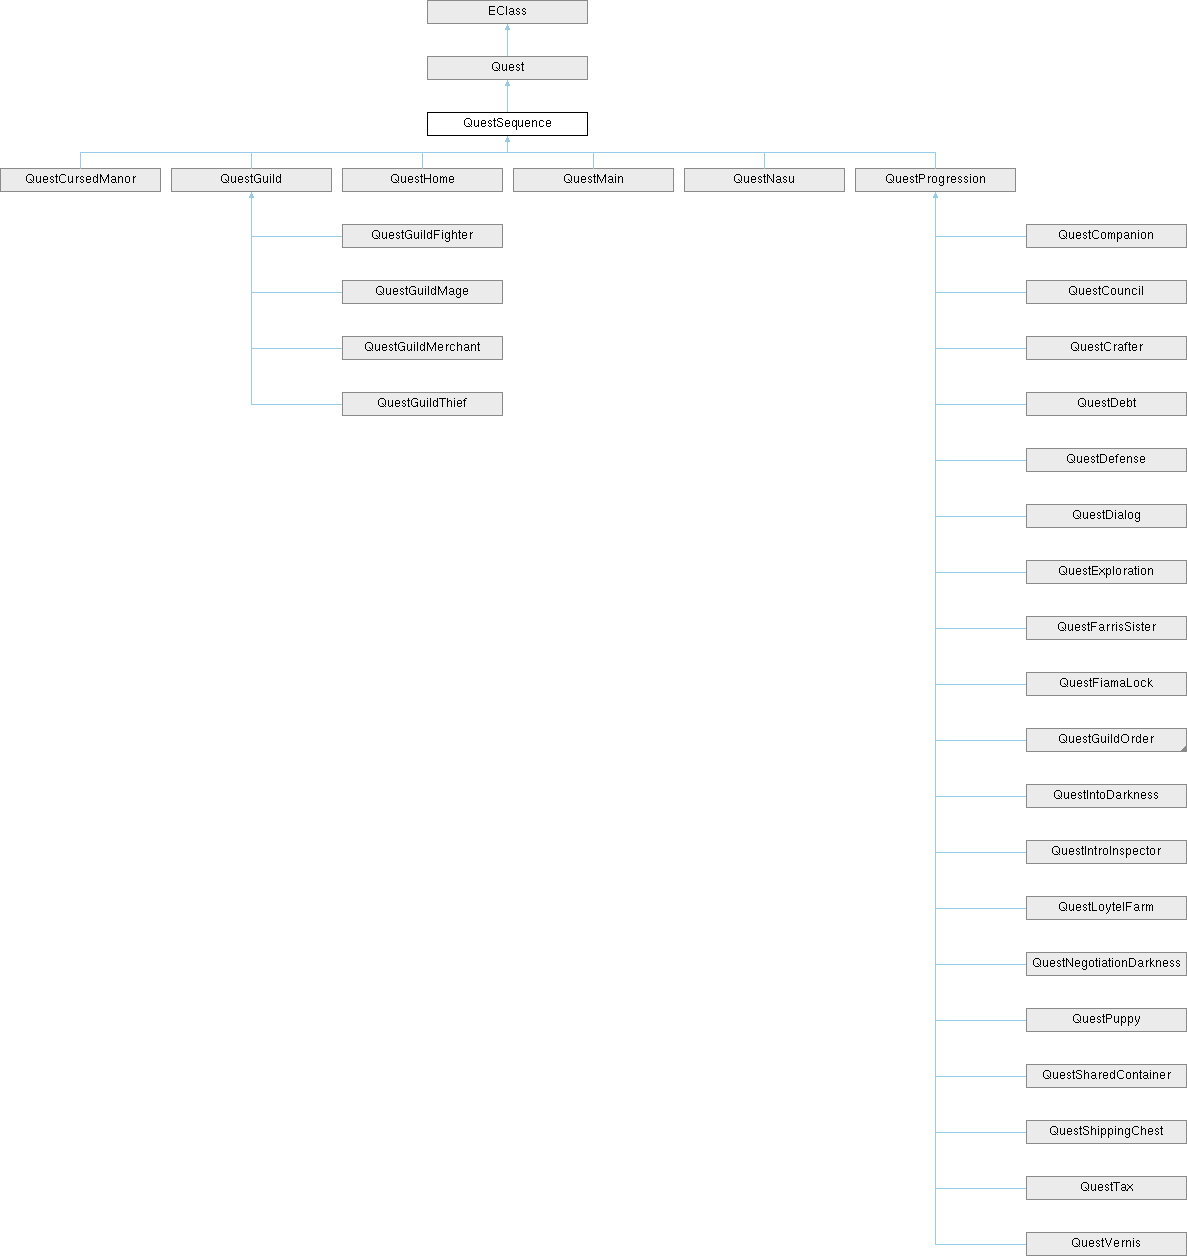 EClass
Quest
QuestSequence
QuestCursedManor
QuestGuild
QuestHome
QuestMain
QuestNasu
QuestProgression
QuestGuildFighter
QuestGuildMage
QuestGuildMerchant
QuestGuildThief
QuestCompanion
QuestCouncil
QuestCrafter
QuestDebt
QuestDefense
QuestDialog
QuestExploration
QuestFarrisSister
QuestFiamaLock
QuestGuildOrder
QuestIntoDarkness
QuestIntroInspector
QuestLoytelFarm
QuestNegotiationDarkness
QuestPuppy
QuestSharedContainer
QuestShippingChest
QuestTax
QuestVernis